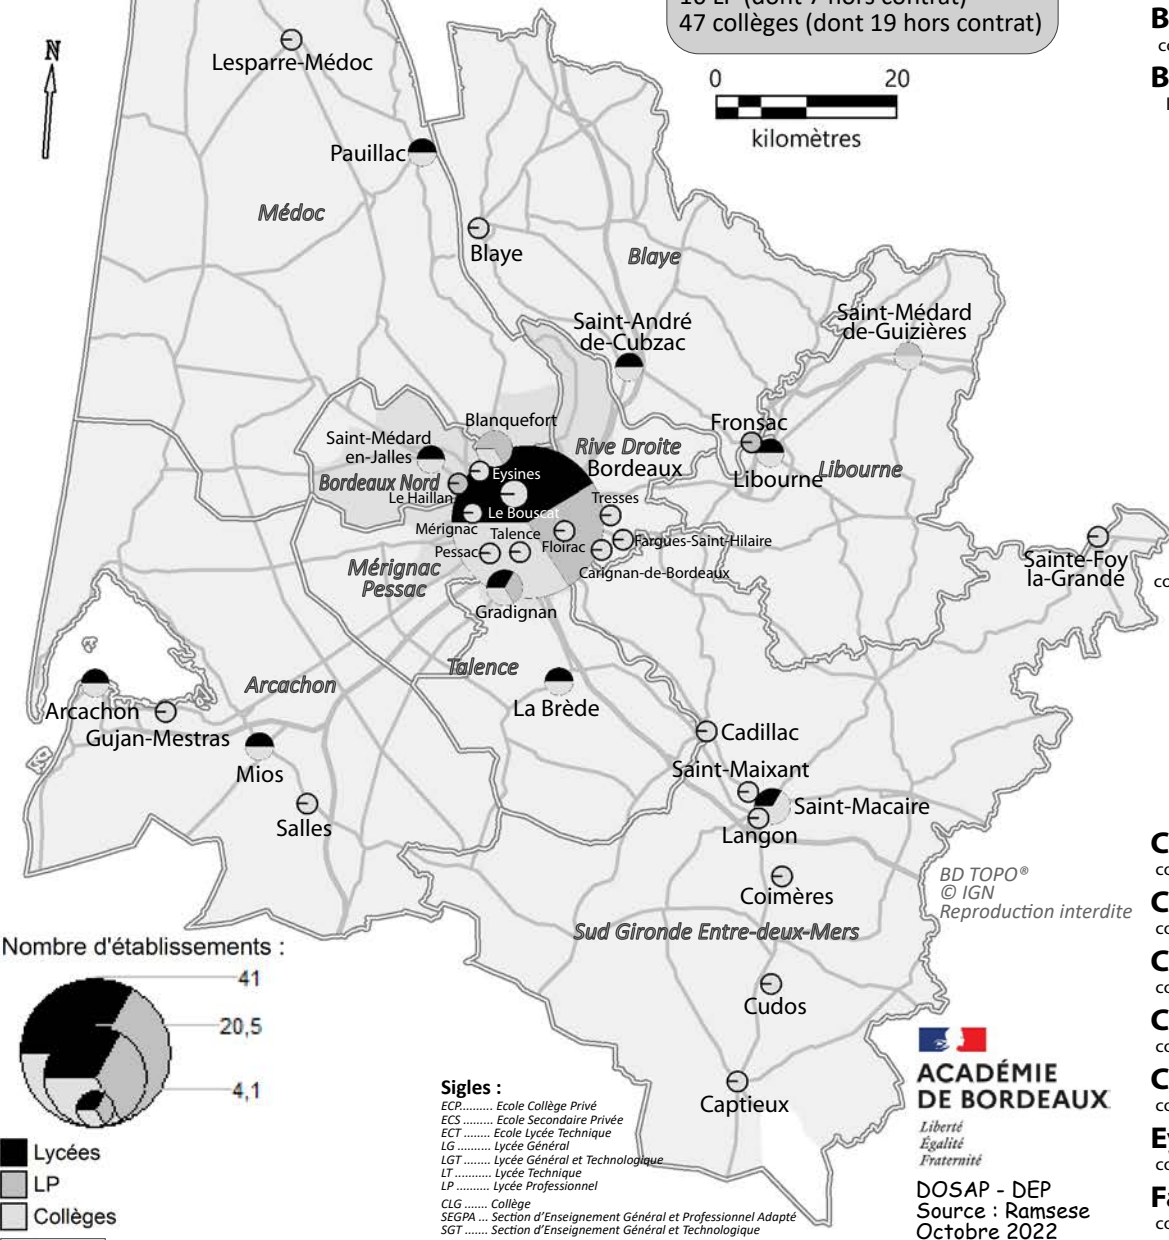 47 collèges (dont 19 hors contrat)
N
0 20
kilomètres
Lesparre-Médoc
Pauillac
Médoc
Blaye
Blaye
Saint-André
de-Cubzac
Saint-Médard
de-Guizières
Blanquefort
Saint-Médard
en-Jalles
Bordeaux Nord
Le Haillan
Eysines
Le Bouscat
Rive Droite
Bordeaux
Fronsac
Libourne
Libourne
Tresses
Mérignac
Talence
Pessac
Floirac
Fargues-Saint-Hilaire
Carignan-de-Bordeaux
Mérignac
Pessac
Gradignan
Sainte-Foy
la-Grande
Talence
La Brède
Arcachon
Arcachon
Gujan-Mestras
Mios
Salles
Cadillac
Saint-Maixant
Saint-Macaire
Langon
Coimères
Sud Gironde Entre-deux-Mers
Cudos
Captieux
BD TOPO®
© IGN
Reproduction interdite
Nombre d'établissements :
41
20,5
4,1
Lycées
LP
Collèges
Sigles :
ECP.......... Ecole Collège Privé
ECS ......... Ecole Secondaire Privée
ECT ........ Ecole Lycée Technique
LG .......... Lycée Général
LGT ........ Lycée Général et Technologique
LT ........... Lycée Technique
LP .......... Lycée Professionnel
CLG ....... Collège
SEGPA ... Section d'Enseignement Général et Professionnel Adapté
SGT ....... Section d'Enseignement Général et Technologique
ACADÉMIE
DE BORDEAUX
Liberté
Égalité
Fraternité
DOSAP - DEP
Source : Ramsese
Octobre 2022